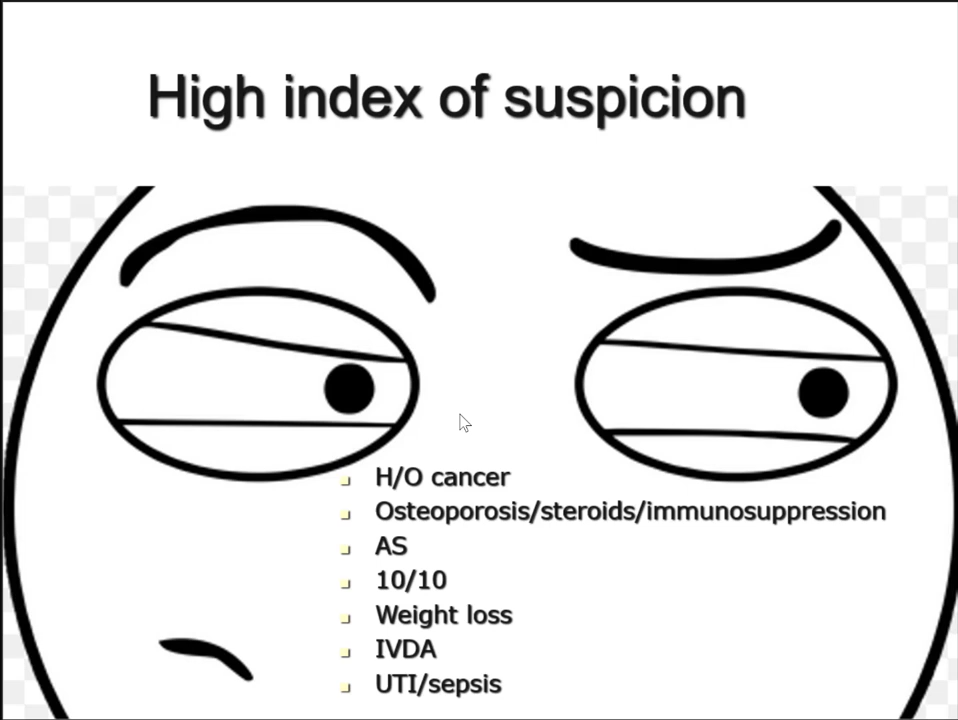 High index of suspicion
H/O cancer
Osteoporosis/steroids/immunosuppression
AS
10/10
Weight loss
IVDA
UTI/sepsis